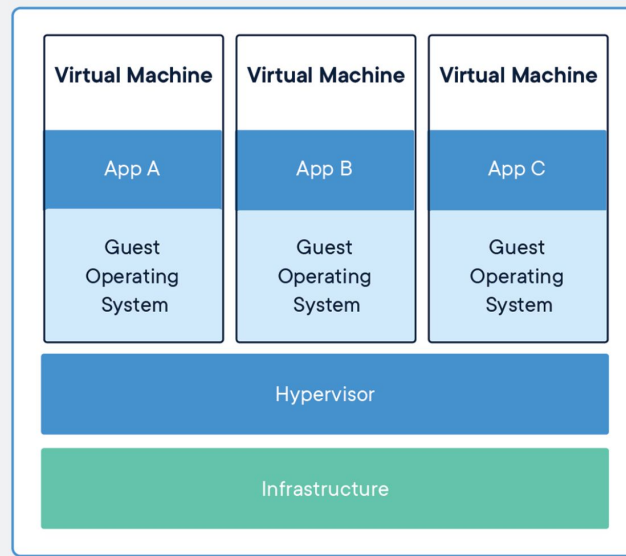 Virtual Machine
App A
Guest
Operating
System
Virtual Machine
App B
Guest
Operating
System
Virtual Machine
App C
Guest
Operating
System
Hypervisor
Infrastructure